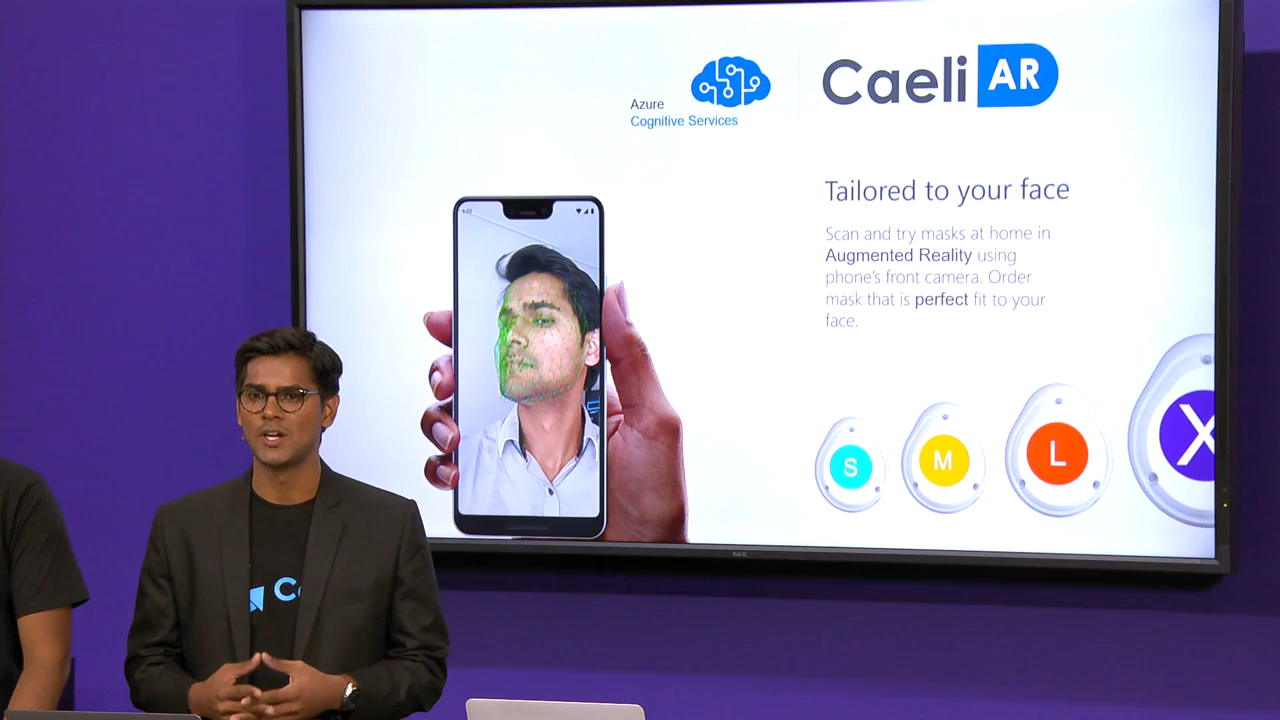 Azure
Cognitive Services
Caeli AR
Tailored to your face
Scan and try masks at home in
Augmented Reality using
phone's front camera. Order
mask that is perfect fit to your
face.
S
M
L
X
NEC